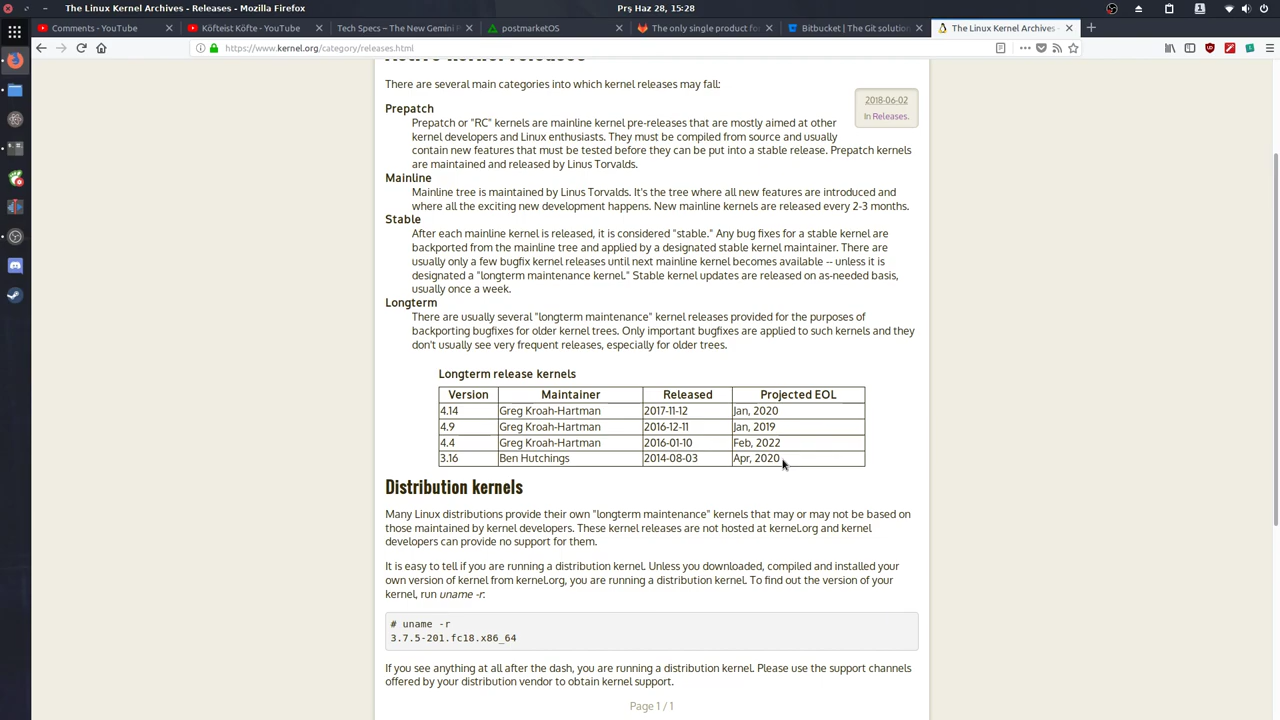 The Linux Kernel Archives - Releases - Mozilla Firefox
Prş Haz 28, 15:28
Comments - YouTube
Köfteist Köfte - YouTube
Tech Specs – The New Gemini
postmarketOS
The only single product fo
Bitbucket | The Git solution
The Linux Kernel Archives -
https://www.kernel.org/category/releases.html
Active kernel releases
There are several main categories into which kernel releases may fall:
2018-06-02
In Releases.
Prepatch
Prepatch or "RC" kernels are mainline kernel pre-releases that are mostly aimed at other
kernel developers and Linux enthusiasts. They must be compiled from source and usually
contain new features that must be tested before they can be put into a stable release. Prepatch kernels
are maintained and released by Linus Torvalds.
Mainline
Mainline tree is maintained by Linus Torvalds. It's the tree where all new features are introduced and
where all the exciting new development happens. New mainline kernels are released every 2-3 months.
Stable
After each mainline kernel is released, it is considered "stable." Any bug fixes for a stable kernel are
backported from the mainline tree and applied by a designated stable kernel maintainer. There are
usually only a few bugfix kernel releases until next mainline kernel becomes available -- unless it is
designated a "longterm maintenance kernel." Stable kernel updates are released on as-needed basis,
usually once a week.
Longterm
There are usually several "longterm maintenance" kernel releases provided for the purposes of
backporting bugfixes for older kernel trees. Only important bugfixes are applied to such kernels and they
don't usually see very frequent releases, especially for older trees.
Longterm release kernels
Version Maintainer Released Projected EOL
4.14 Greg Kroah-Hartman 2017-11-12 Jan, 2020
4.9 Greg Kroah-Hartman 2016-12-11 Jan, 2019
4.4 Greg Kroah-Hartman 2016-01-10 Feb, 2022
3.16 Ben Hutchings 2014-08-03 Apr, 2020
Distribution kernels
Many Linux distributions provide their own "longterm maintenance" kernels that may or may not be based on
those maintained by kernel developers. These kernel releases are not hosted at kernel.org and kernel
developers can provide no support for them.
It is easy to tell if you are running a distribution kernel. Unless you downloaded, compiled and installed your
own version of kernel from kernel.org, you are running a distribution kernel. To find out the version of your
kernel, run uname -r:
# uname -r
3.7.5-201.fc18.x86_64
If you see anything at all after the dash, you are running a distribution kernel. Please use the support channels
offered by your distribution vendor to obtain kernel support.
Page 1 / 1